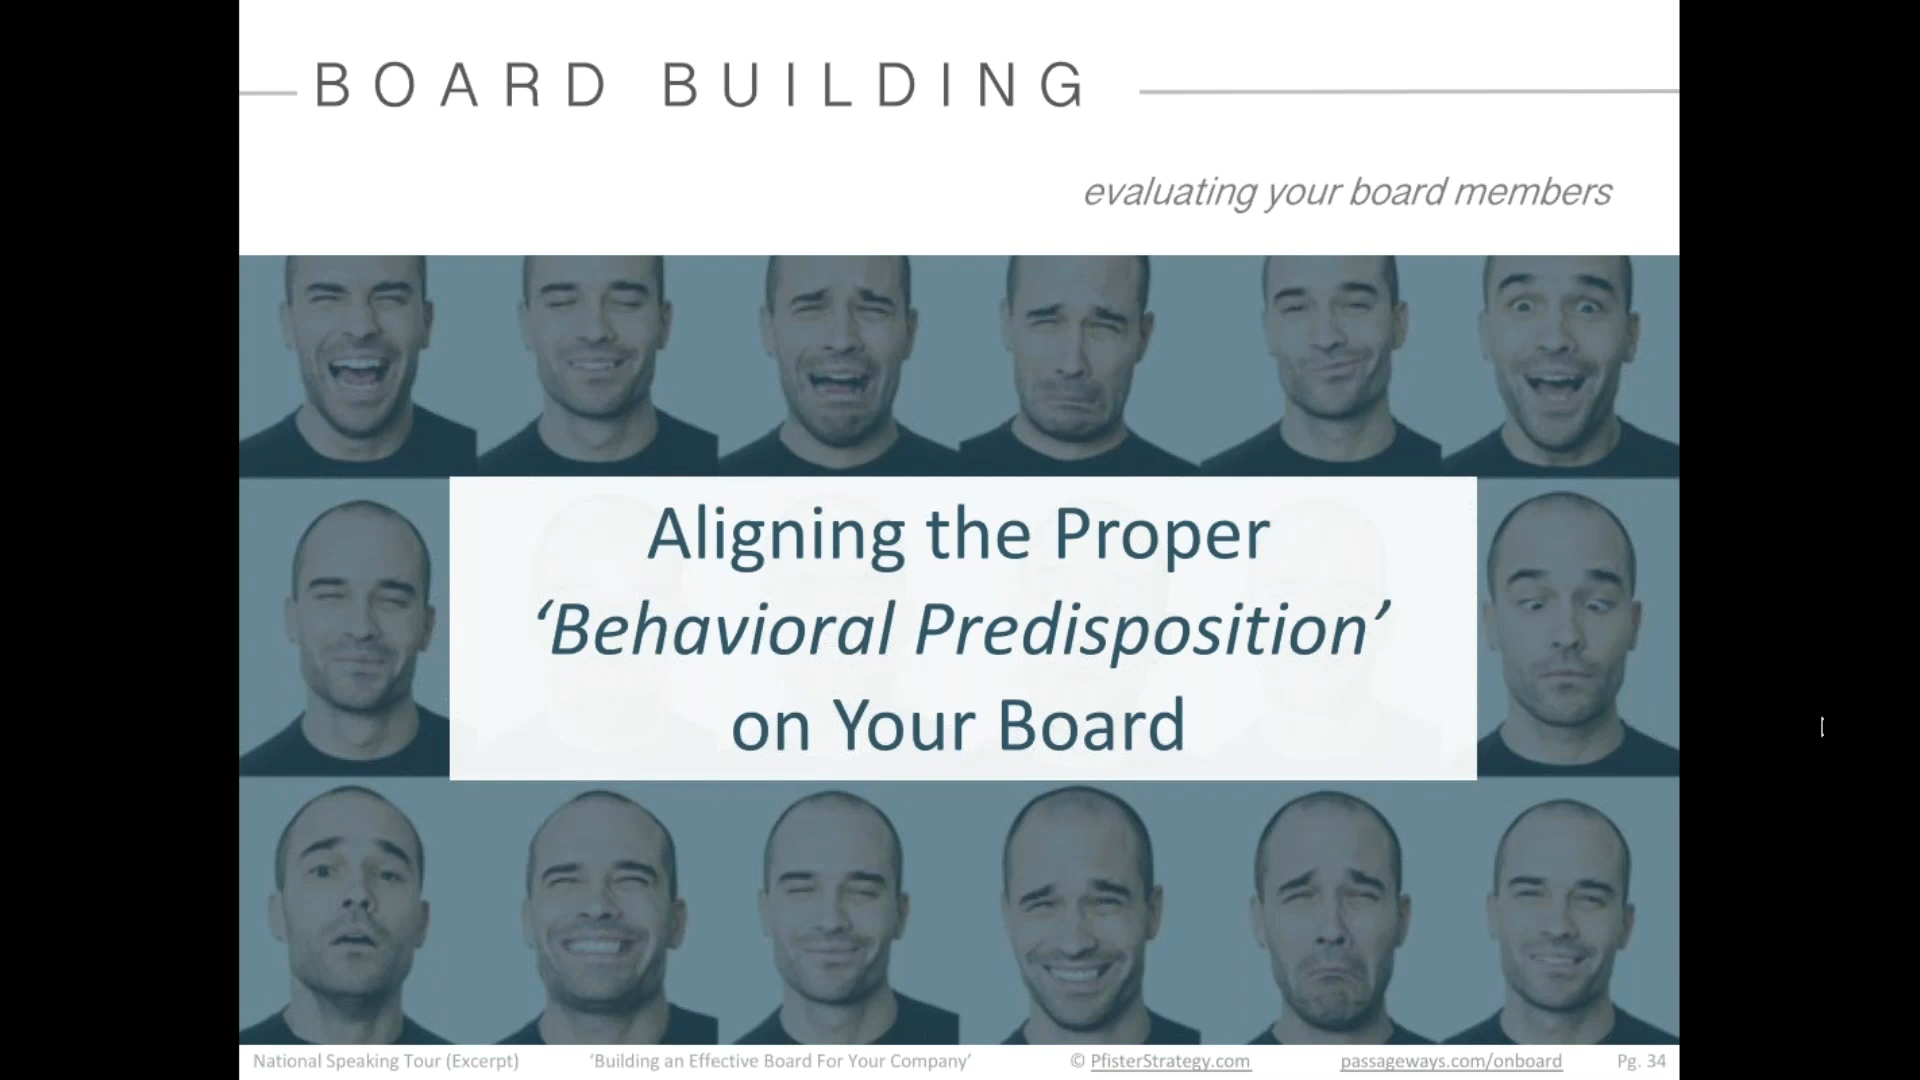 BOARD BUILDING
evaluating your board members
Aligning the Proper
‘Behavioral Predisposition’
on Your Board
National Speaking Tour (Excerpt) ‘Building an Effective Board For Your Company’ © PfisterStrategy.com passageways.com/onboard Pg. 34